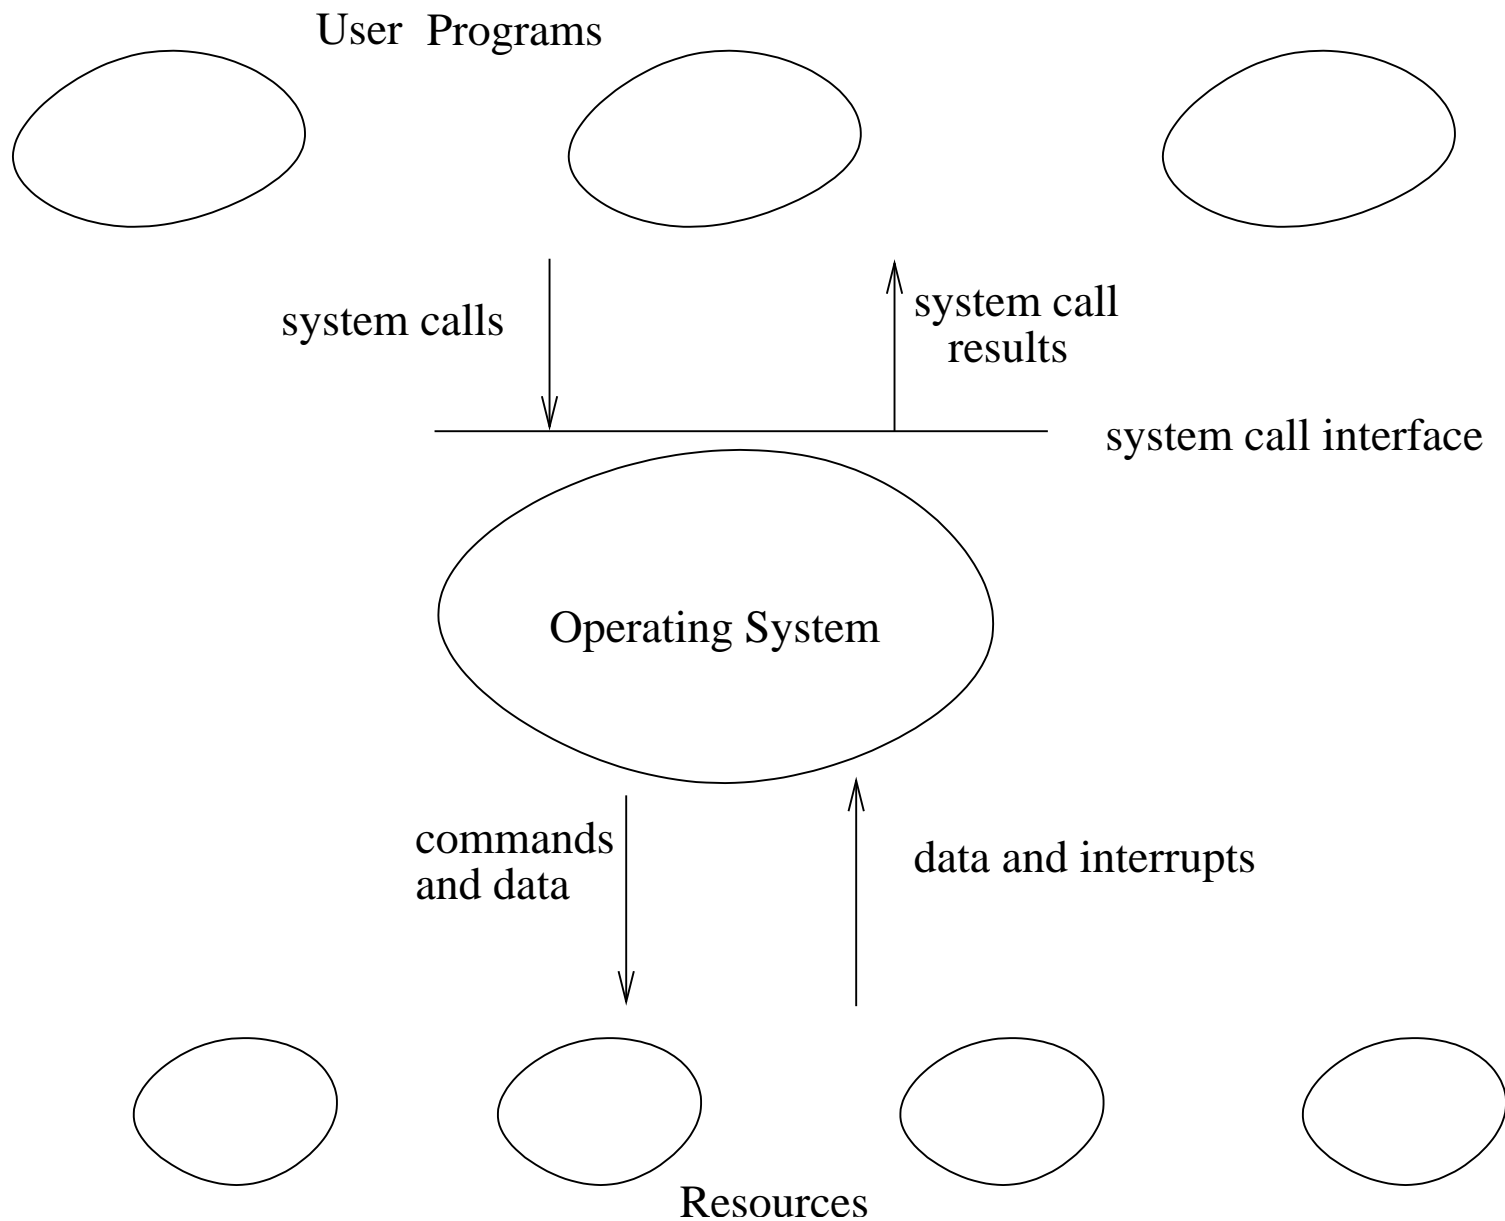 User Programs
system calls
system call
results
system call interface
Operating System
commands
and data
data and interrupts
Resources